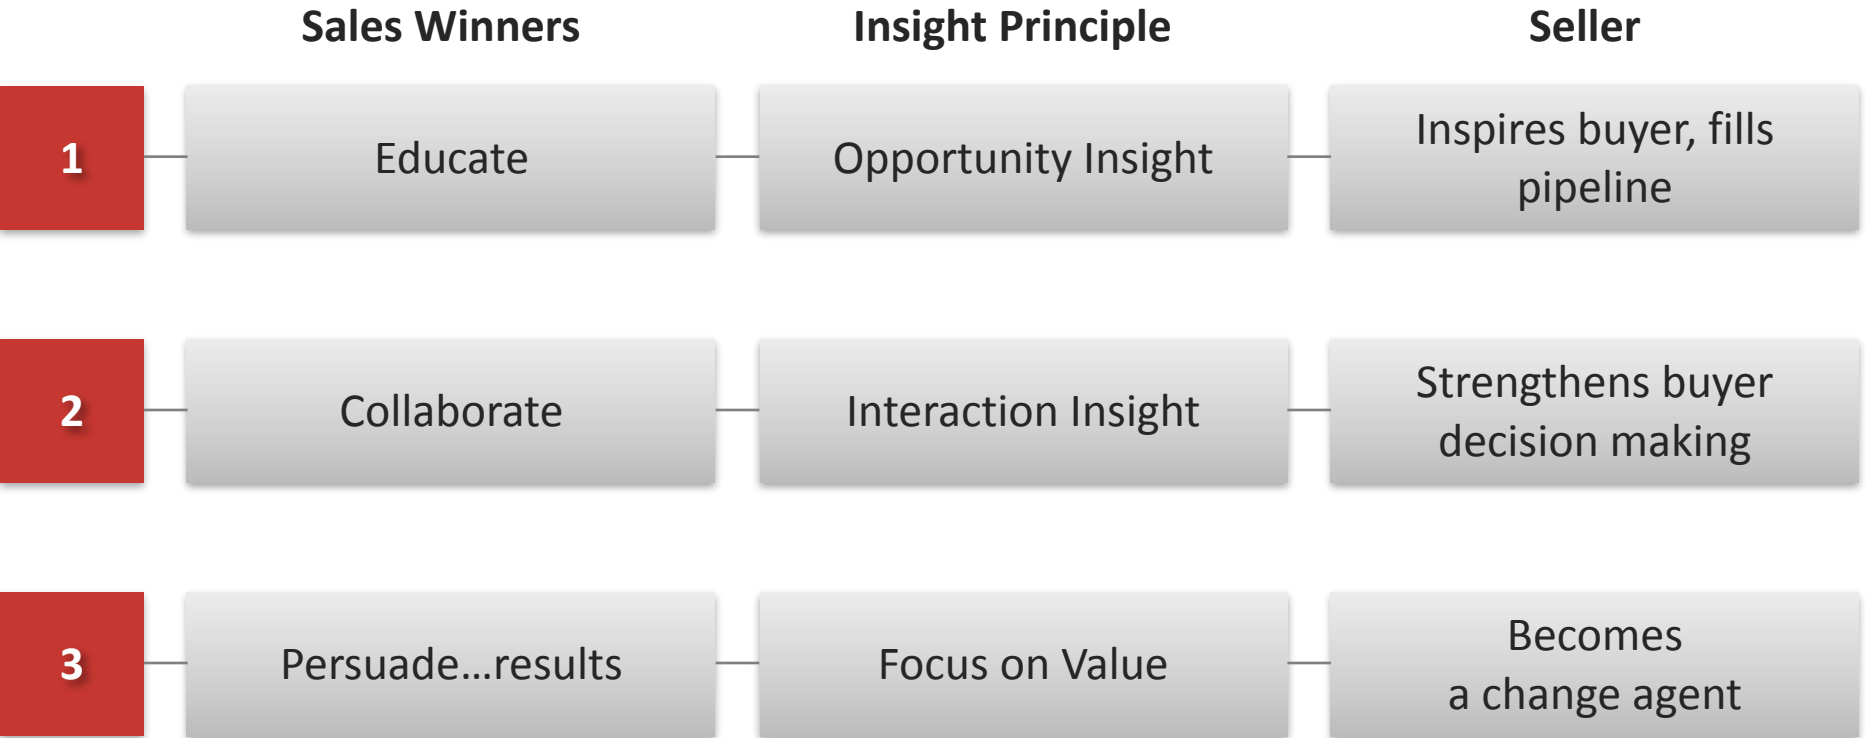 Sales Winners
Insight Principle
Seller
1
Educate
Opportunity Insight
Inspires buyer, fills
pipeline
2
Collaborate
Interaction Insight
Strengthens buyer
decision making
3
Persuade...results
Focus on Value
Becomes
a change agent